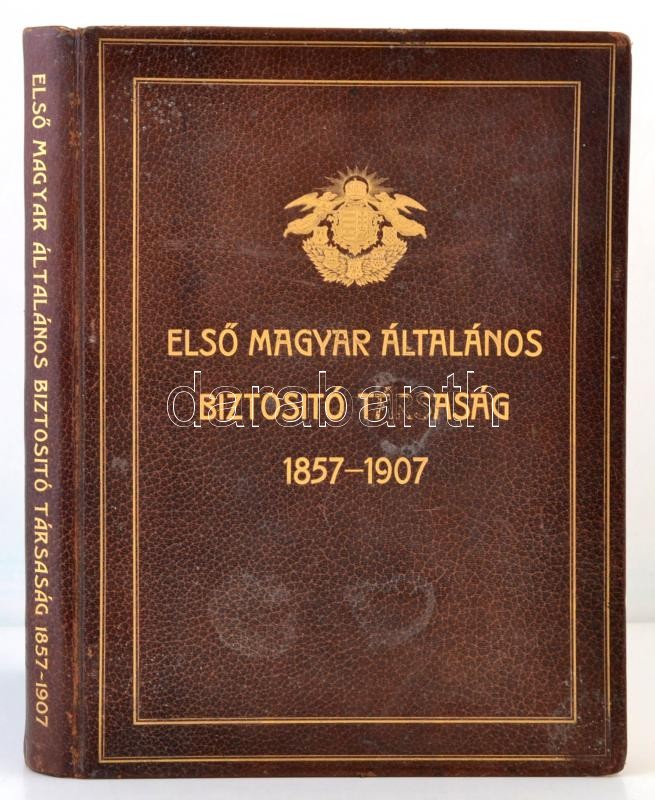 ELSŐ MAGYAR ÁLTALÁNOS BIZTOSITÓ TÁRSASÁG 1857-1907
ELSŐ MAGYAR ÁLTALÁNOS
BIZTOSITÓ TÁRSASÁG
1857–1907
darabanth